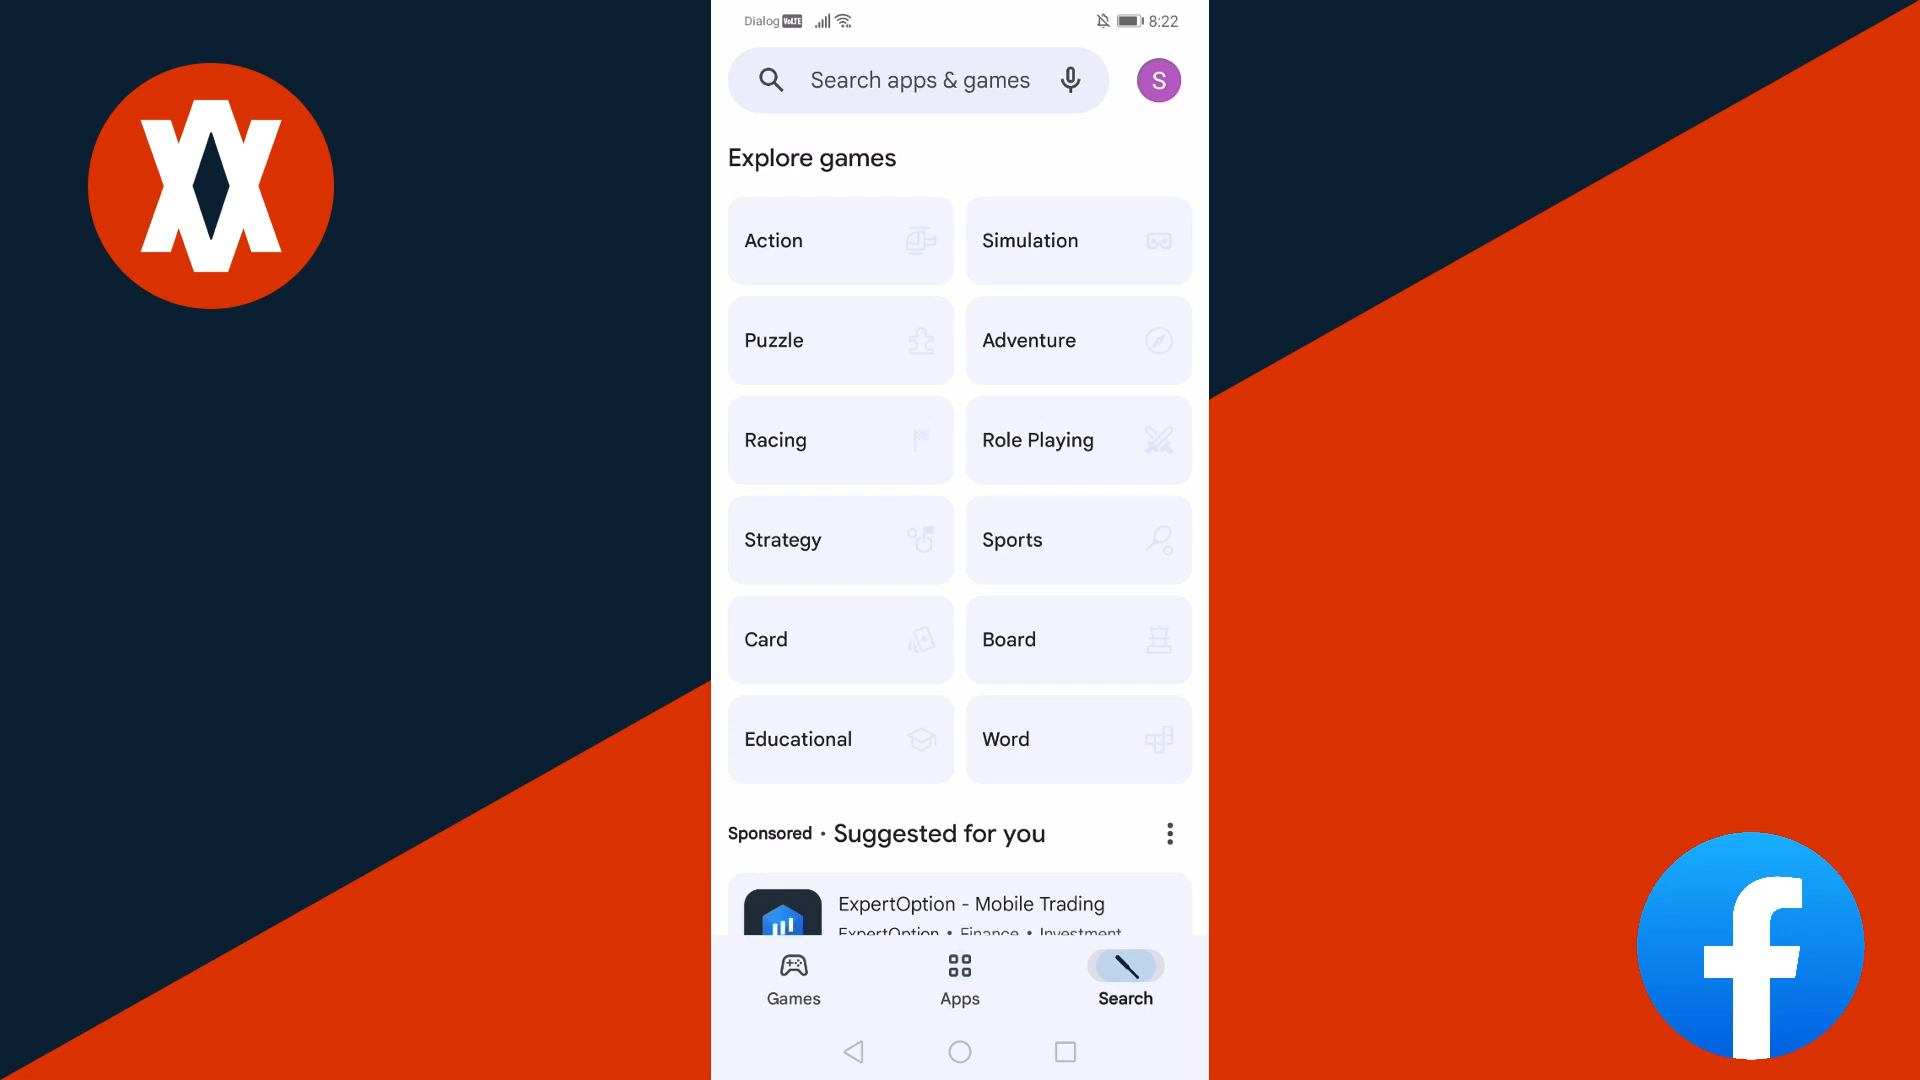 Dialog VoLTE 8:22
Search apps & games S
Explore games
Action Simulation
Puzzle Adventure
Racing Role Playing
Strategy Sports
Card Board
Educational Word
Sponsored • Suggested for you
ExpertOption - Mobile Trading
ExpertOption • Finance • Investment
Games Apps Search